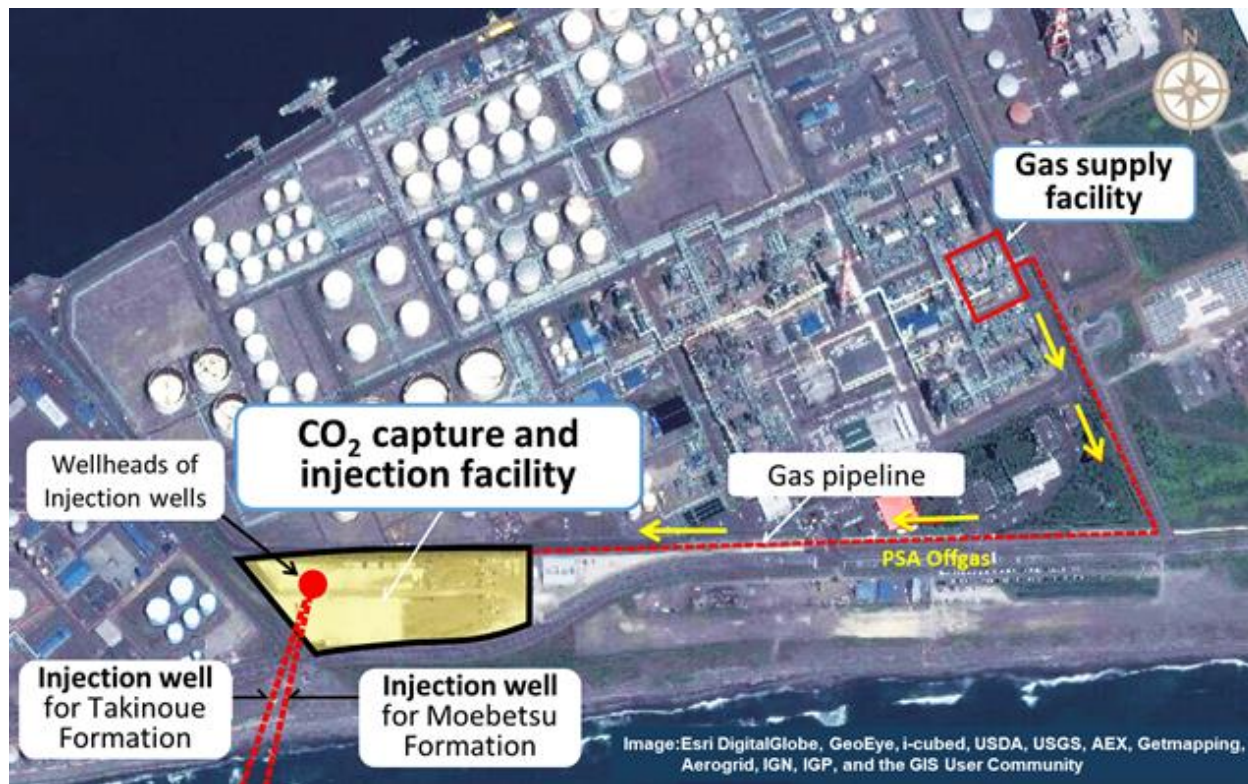 Gas supply
facility
CO₂ capture and
injection facility
Wellheads of
Injection wells
Gas pipeline
PSA Offgas
Injection well
for Takinoue
Formation
Injection well
for Moebetsu
Formation
Image:Esri DigitalGlobe, GeoEye, i-cubed, USDA, USGS, AEX, Getmapping,
Aerogrid, IGN, IGP, and the GIS User Community